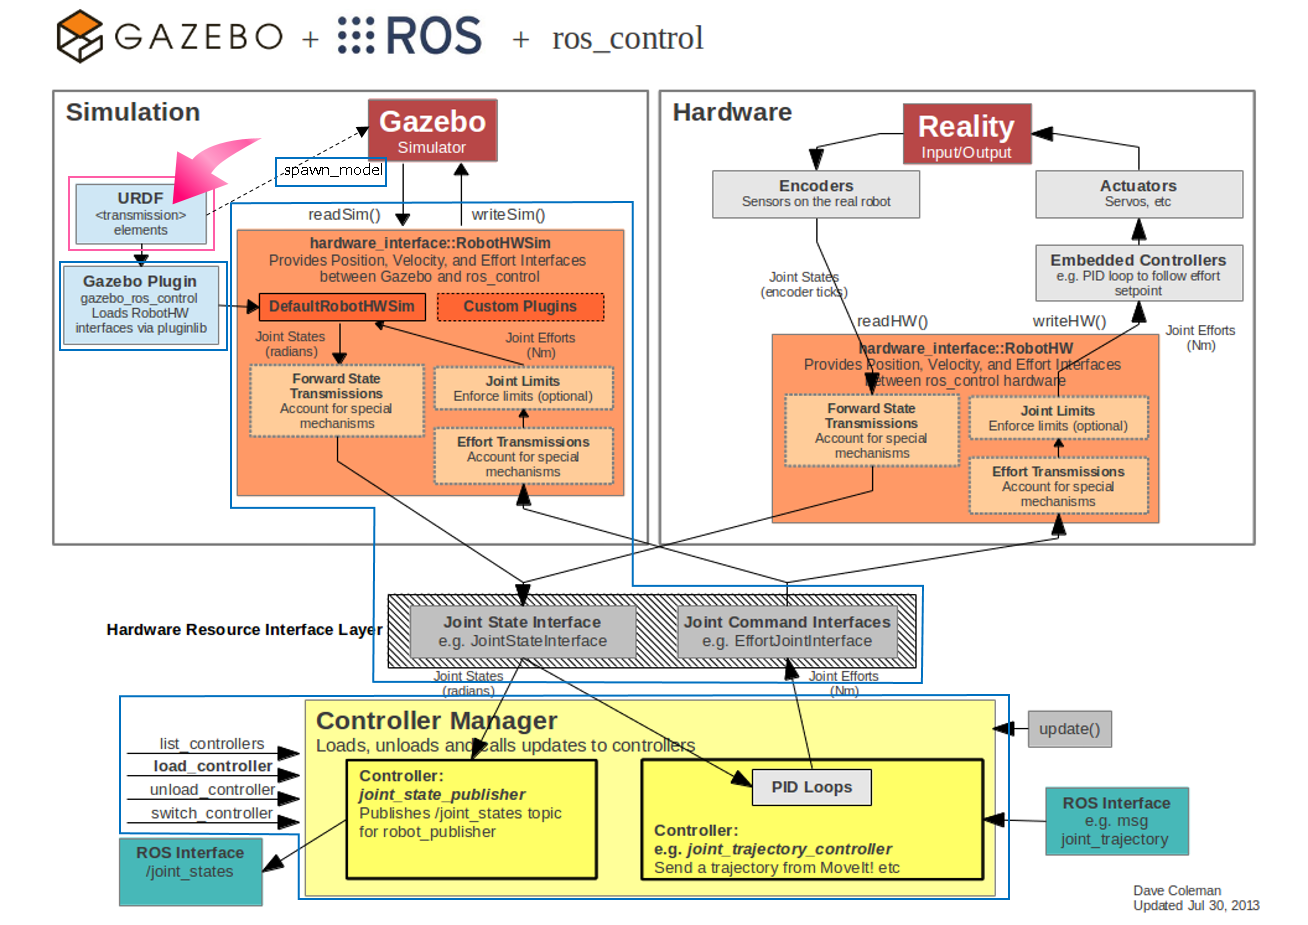 GAZEBO + ROS + ros_control
Simulation
Gazebo
Simulator
spawn_model
URDF
<transmission>
elements
readSim()
writeSim()
Gazebo Plugin
gazebo_ros_control
Loads RobotHW
interfaces via pluginlib
hardware_interface::RobotHWSim
Provides Position, Velocity, and Effort Interfaces
between Gazebo and ros_control
DefaultRobotHWSim
Custom Plugins
Joint States
(radians)
Joint Efforts
(Nm)
Forward State
Transmissions
Account for special
mechanisms
Joint Limits
Enforce limits (optional)
Effort Transmissions
Account for special
mechanisms
Hardware
Reality
Input/Output
Encoders
Sensors on the real robot
Actuators
Servos, etc
Joint States
(encoder ticks)
Embedded Controllers
e.g. PID loop to follow effort
setpoint
readHW()
writeHW()
Joint Efforts
(Nm)
hardware_interface::RobotHW
Provides Position, Velocity, and Effort Interfaces
between ros_control hardware
Forward State
Transmissions
Account for special
mechanisms
Joint Limits
Enforce limits (optional)
Effort Transmissions
Account for special
mechanisms
Hardware Resource Interface Layer
Joint State Interface
e.g. JointStateInterface
Joint Command Interfaces
e.g. EffortJointInterface
Joint States
(radians)
Joint Efforts
(Nm)
Controller Manager
Loads, unloads and calls updates to controllers
list_controllers
load_controller
unload_controller
switch_controller
update()
Controller:
joint_state_publisher
Publishes /joint_states topic
for robot_publisher
PID Loops
Controller:
e.g. joint_trajectory_controller
Send a trajectory from MoveIt! etc
ROS Interface
e.g. msg
joint_trajectory
ROS Interface
/joint_states
Dave Coleman
Updated Jul 30, 2013